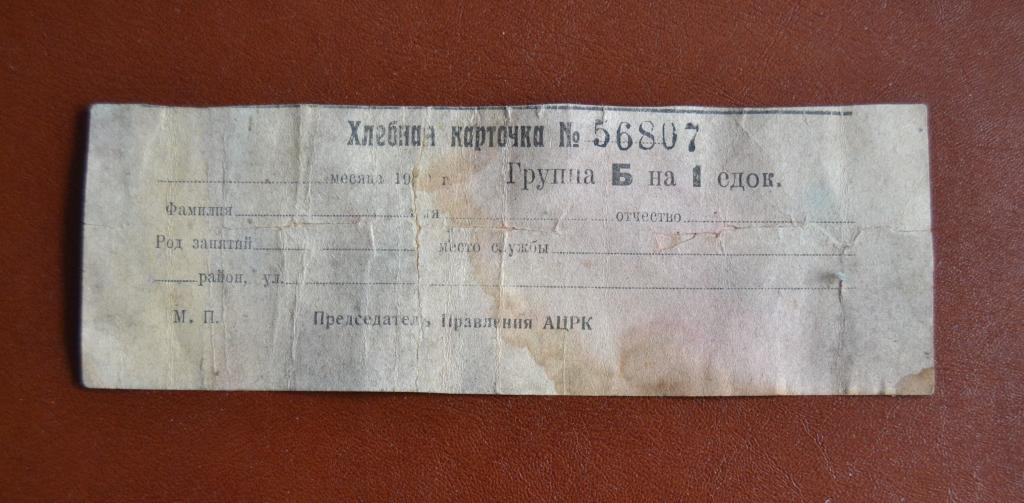 Хлебная карточка № 56807
месяца 19 г. Группа Б на 1 едок.
Фамилия имя отчество
Род занятий место службы
район, ул.
М. П. Председатель Правления АЦРК